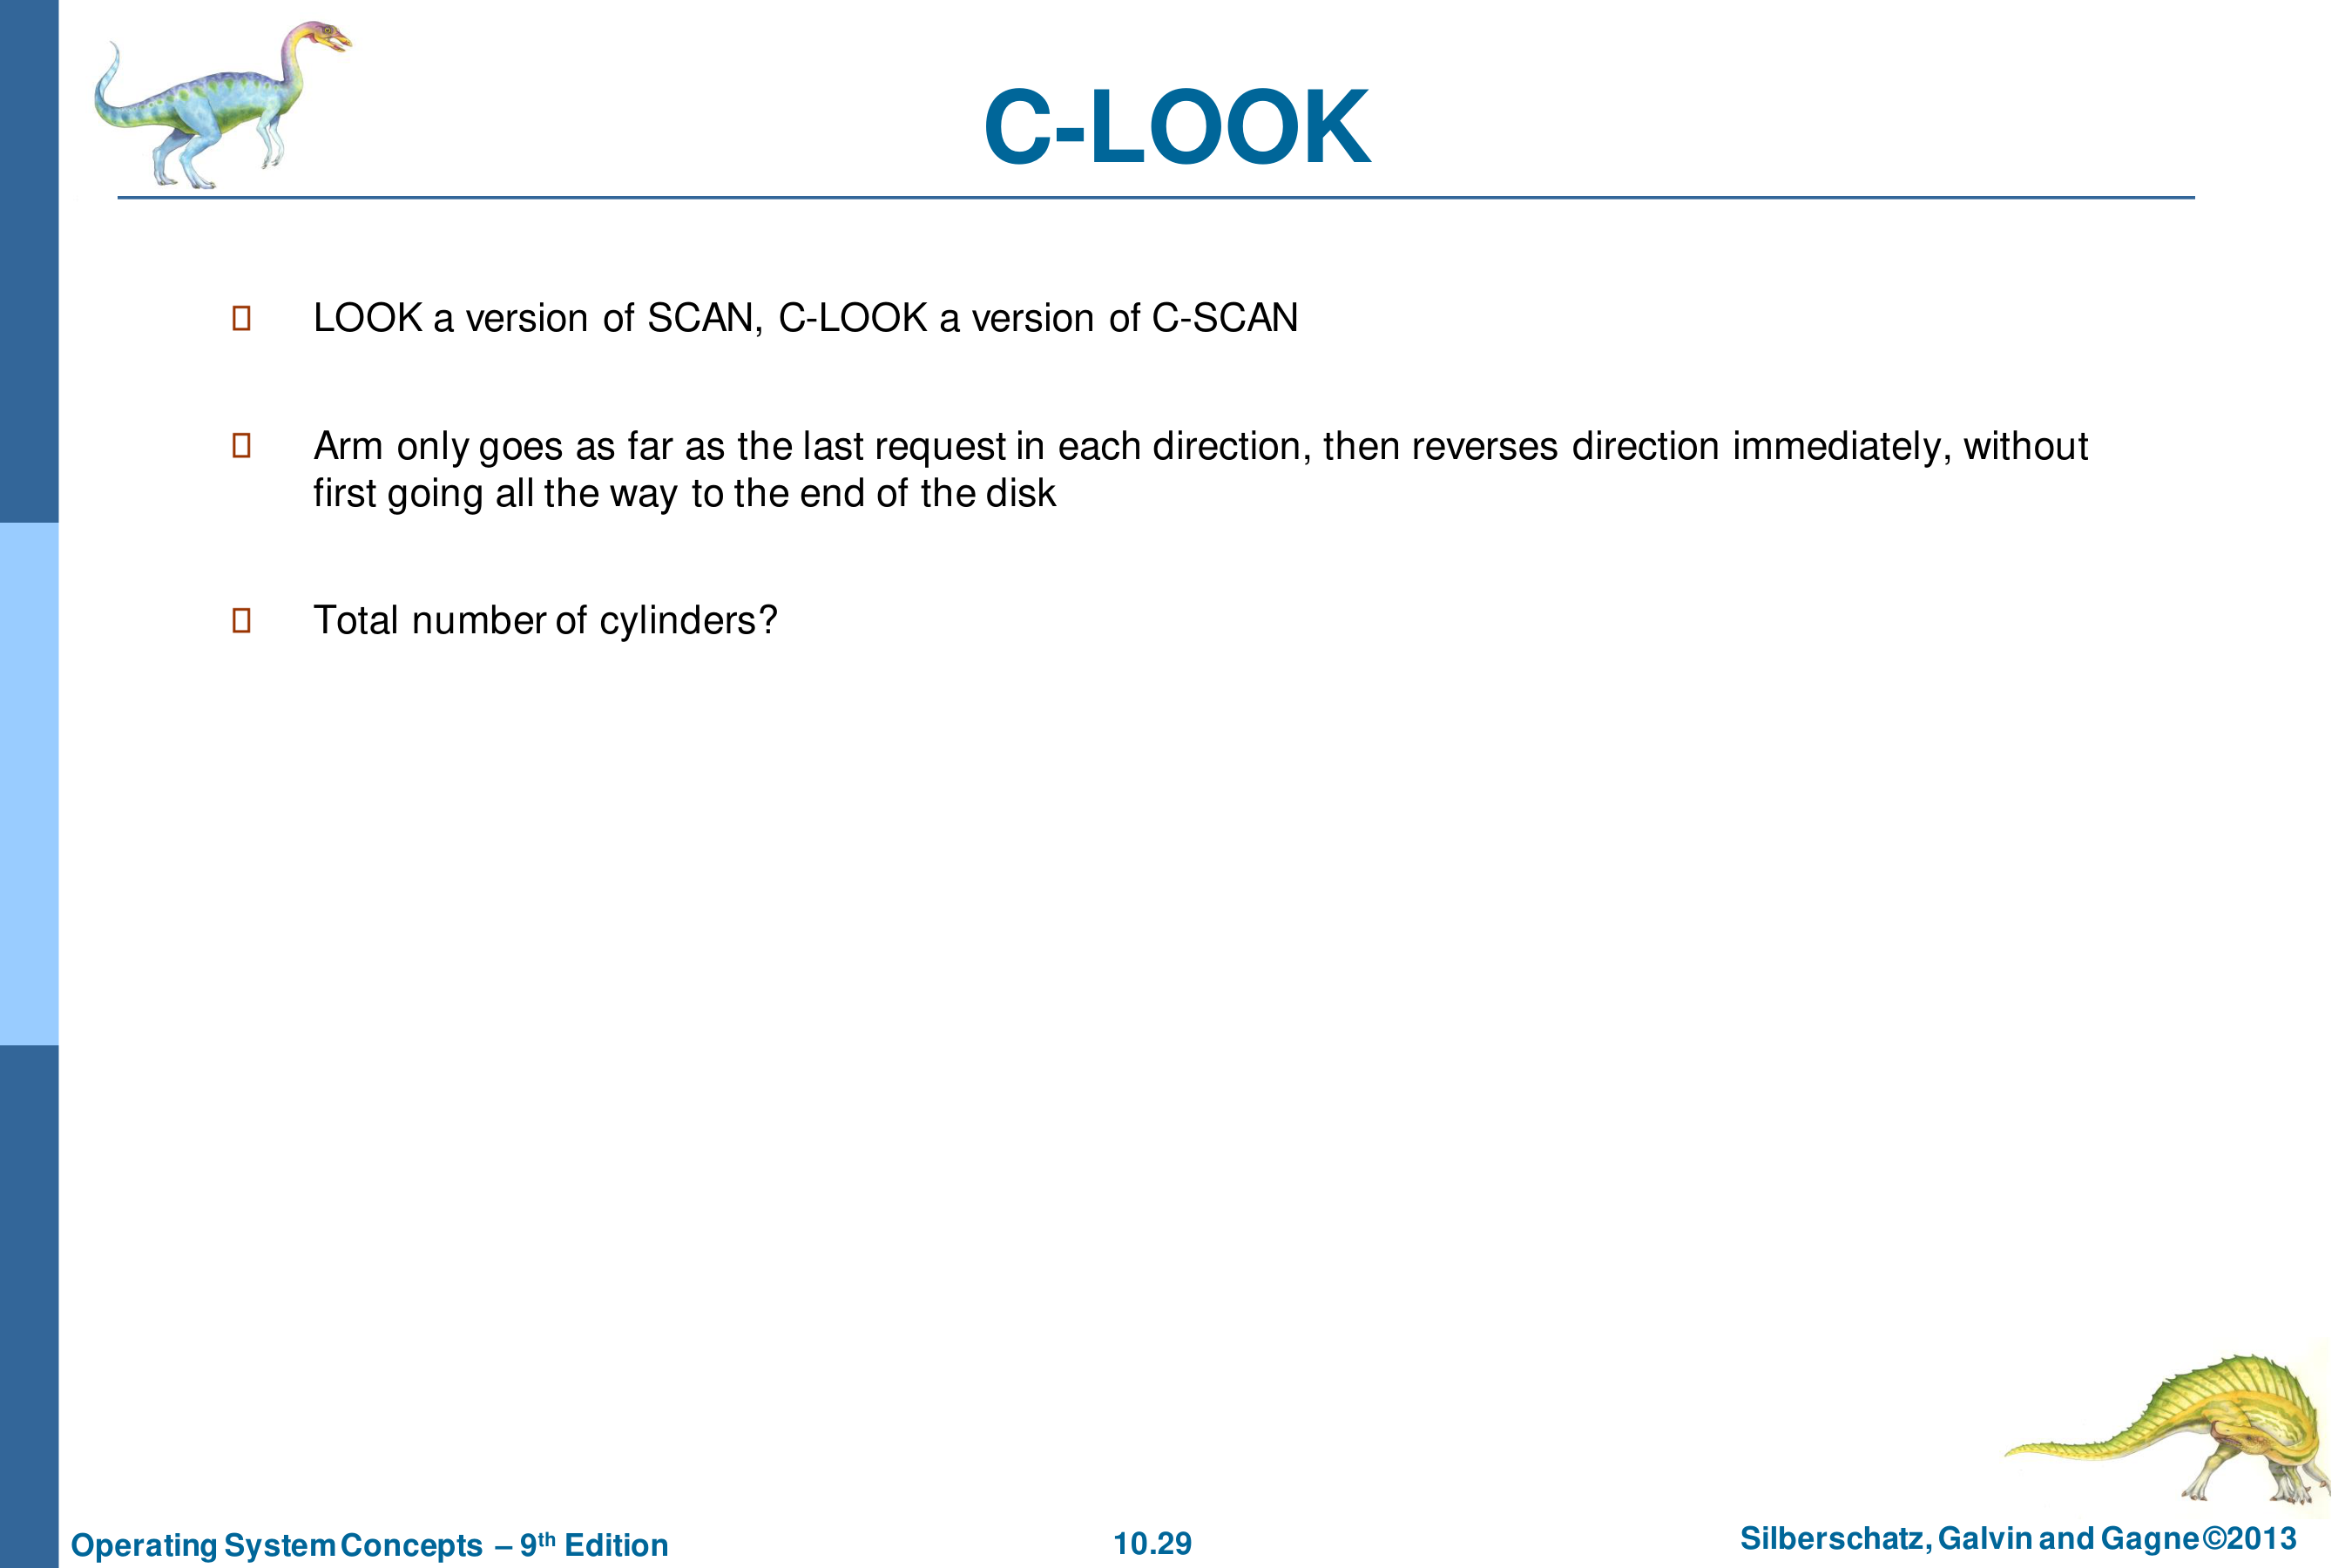 C-LOOK
LOOK a version of SCAN, C-LOOK a version of C-SCAN
Arm only goes as far as the last request in each direction, then reverses direction immediately, without
first going all the way to the end of the disk
Total number of cylinders?
Operating System Concepts – 9th Edition
10.29
Silberschatz, Galvin and Gagne ©2013